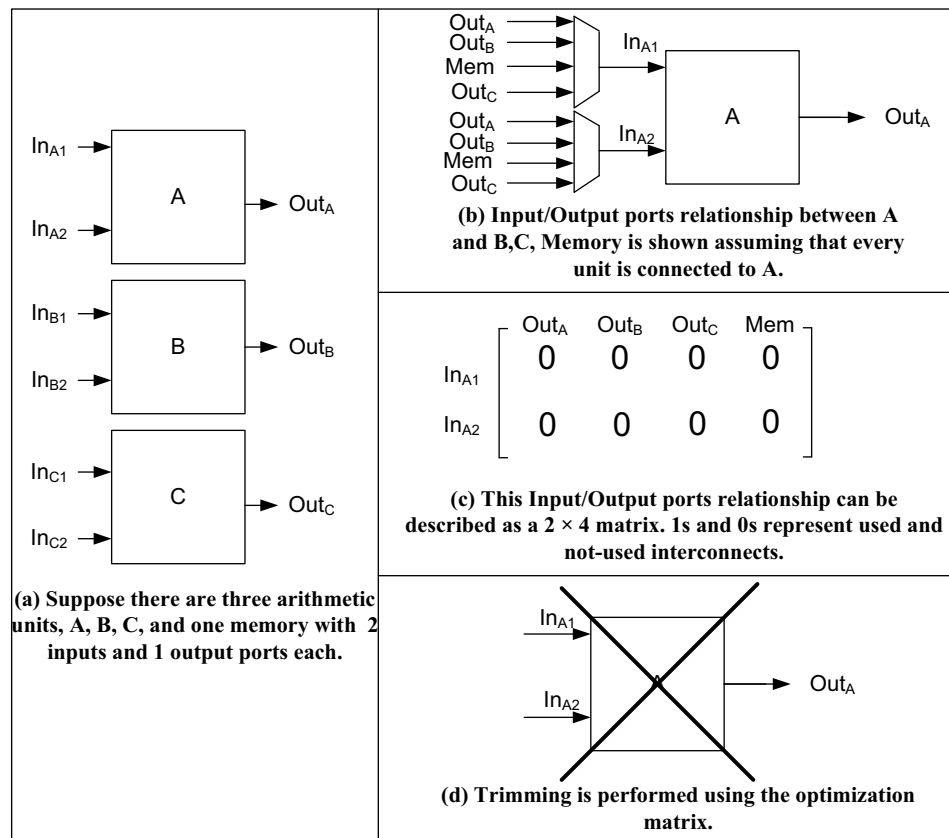 In_A1
In_A2
A
Out_A
In_B1
In_B2
B
Out_B
In_C1
In_C2
C
Out_C
(a) Suppose there are three arithmetic
units, A, B, C, and one memory with 2
inputs and 1 output ports each.
Out_A
Out_B
Mem
Out_C
Out_A
Out_B
Mem
Out_C
In_A1
In_A2
A
Out_A
(b) Input/Output ports relationship between A
and B,C, Memory is shown assuming that every
unit is connected to A.
Out_A Out_B Out_C Mem
In_A1 0 0 0 0
In_A2 0 0 0 0
(c) This Input/Output ports relationship can be
described as a 2 × 4 matrix. 1s and 0s represent used and
not-used interconnects.
In_A1
In_A2
A
Out_A
(d) Trimming is performed using the optimization
matrix.